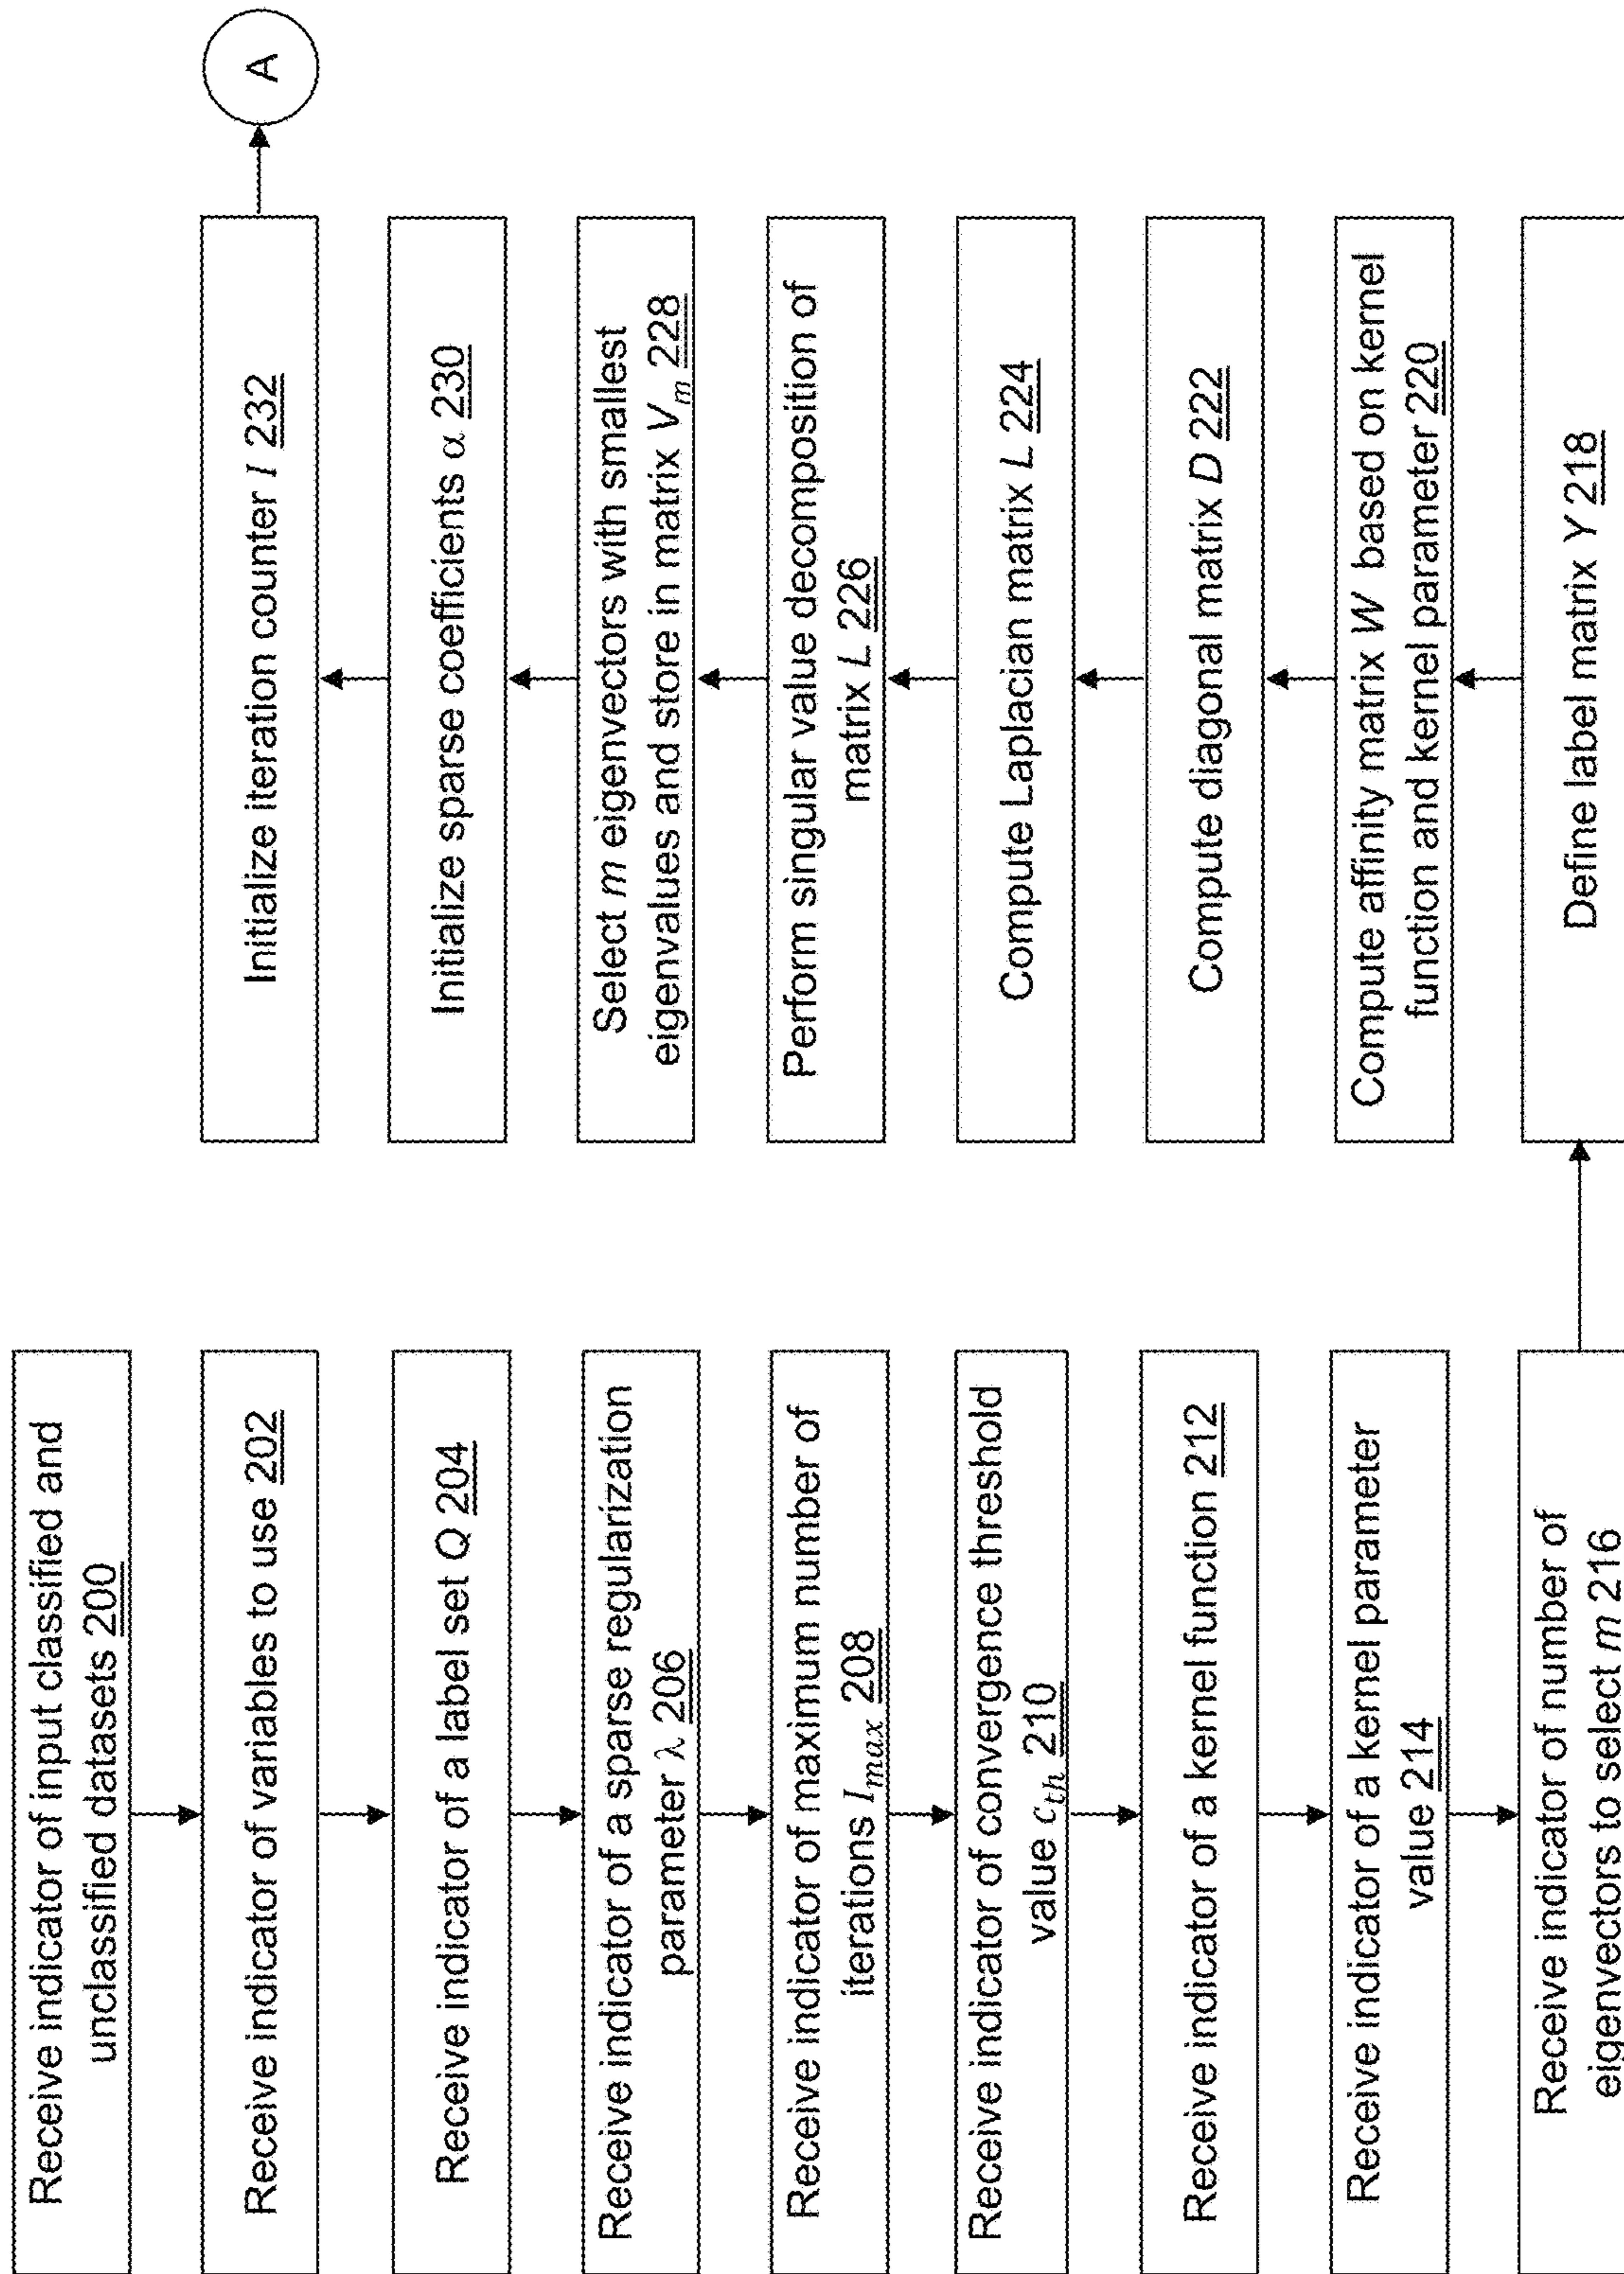 Receive indicator of input classified and
unclassified datasets 200
Receive indicator of variables to use 202
Receive indicator of a label set Q 204
Receive indicator of a sparse regularization
parameter λ 206
Receive indicator of maximum number of
iterations I_max 208
Receive indicator of convergence threshold
value c_th 210
Receive indicator of a kernel function 212
Receive indicator of a kernel parameter
value 214
Receive indicator of number of
eigenvectors to select m 216
Define label matrix Y 218
Compute affinity matrix W based on kernel
function and kernel parameter 220
Compute diagonal matrix D 222
Compute Laplacian matrix L 224
Perform singular value decomposition of
matrix L 226
Select m eigenvectors with smallest
eigenvalues and store in matrix V_m 228
Initialize sparse coefficients α 230
Initialize iteration counter I 232
A